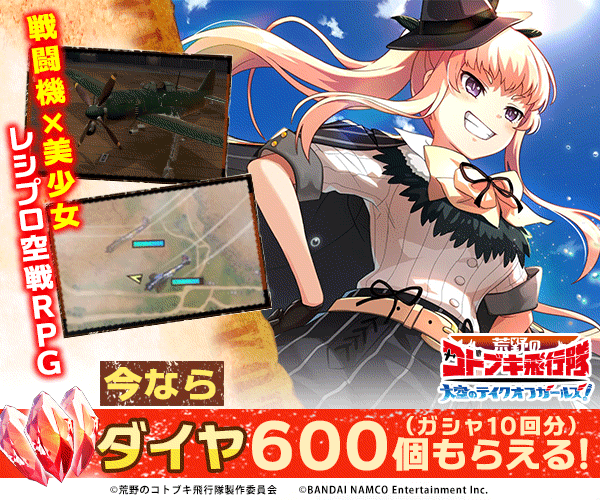 戦闘機×美少女
レシプロ空戦RPG
荒野の
コトブキ飛行隊
大空のテイクオフガールズ！
今なら
ダイヤ600個もらえる!
(ガシャ10回分)
©荒野のコトブキ飛行隊製作委員会 ©BANDAI NAMCO Entertainment Inc.